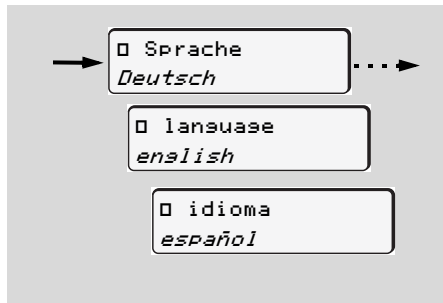 □ Sprache
Deutsch
□ language
english
□ idioma
español